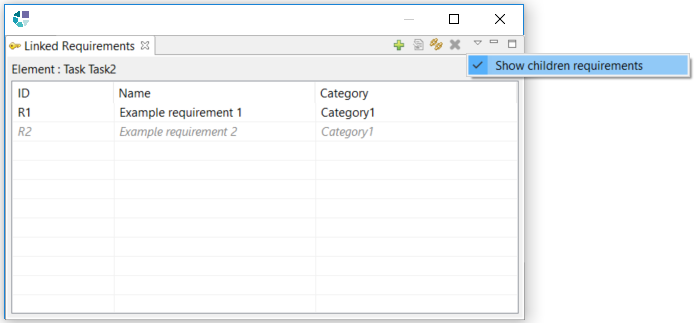 Linked Requirements
Element : Task Task2
Show children requirements
ID Name Category
R1 Example requirement 1 Category1
R2 Example requirement 2 Category1